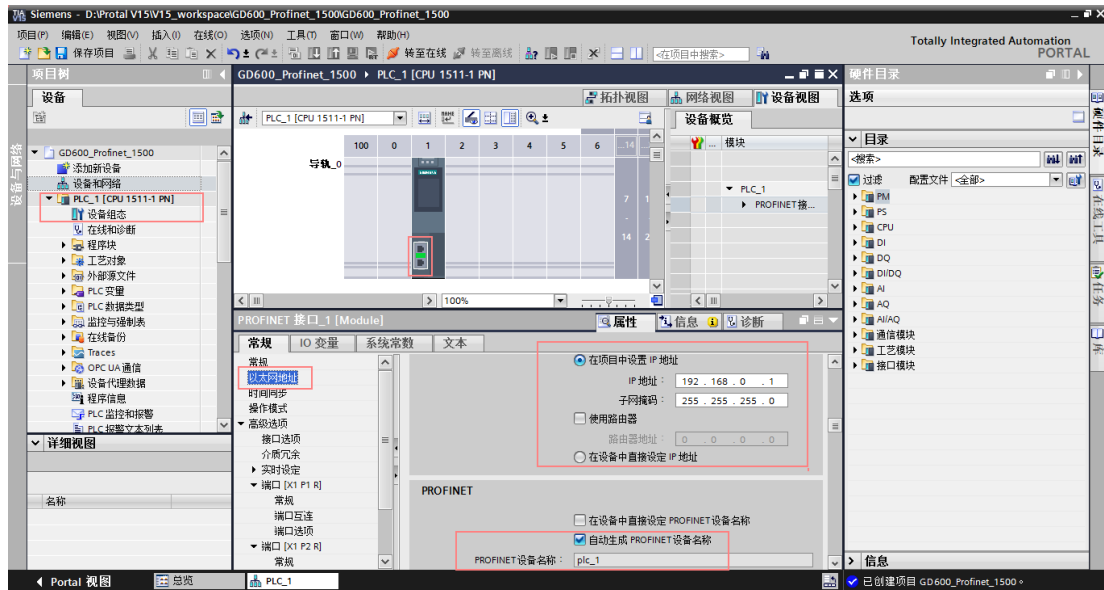 Siemens - D:\Protal V15\V15_workspace\GD600_Profinet_1500\GD600_Profinet_1500
项目(P) 编辑(E) 视图(V) 插入(I) 在线(O) 选项(N) 工具(T) 窗口(W) 帮助(H)
Totally Integrated Automation
PORTAL
保存项目 转至在线 转至离线 <在项目中搜索>
项目树
GD600_Profinet_1500 PLC_1 [CPU 1511-1 PN]
硬件目录
设备
拓扑视图 网络视图 设备视图
选项
PLC_1 [CPU 1511-1 PN]
设备概览
模块
100 0 1 2 3 4 5 6 ...14
导轨_0
7 1
14 2
PLC_1
PROFINET接...
100%
GD600_Profinet_1500
添加新设备
设备和网络
PLC_1 [CPU 1511-1 PN]
设备组态
在线和诊断
程序块
工艺对象
外部源文件
PLC 变量
PLC 数据类型
监控与强制表
在线备份
Traces
OPC UA 通信
设备代理数据
程序信息
PLC 监控和报警
PLC 报警文本列表
详细视图
名称
设备与网络
PROFINET 接口_1 [Module]
属性 信息 诊断
常规 IO 变量 系统常数 文本
常规
以太网地址
时间同步
操作模式
高级选项
接口选项
介质冗余
实时设定
端口 [X1 P1 R]
常规
端口互连
端口选项
端口 [X1 P2 R]
常规
在项目中设置 IP 地址
IP 地址： 192 . 168 . 0 . 1
子网掩码： 255 . 255 . 255 . 0
使用路由器
路由器地址： 0 . 0 . 0 . 0
在设备中直接设定 IP 地址
PROFINET
在设备中直接设定 PROFINET 设备名称
自动生成 PROFINET 设备名称
PROFINET 设备名称： plc_1
目录
<搜索>
过滤 配置文件 <全部>
PM
PS
CPU
DI
DQ
DI/DQ
AI
AQ
AI/AQ
通信模块
工艺模块
接口模块
信息
硬件目录
在线工具
任务
库
Portal 视图 总览 PLC_1
已创建项目 GD600_Profinet_1500。